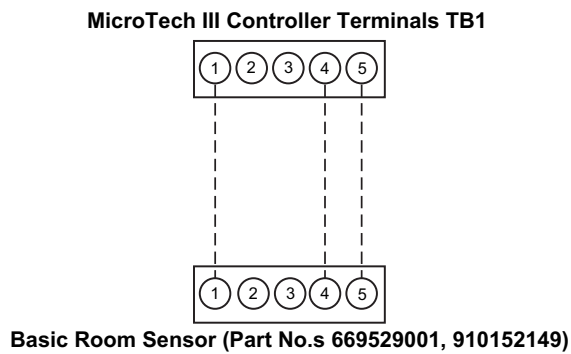 MicroTech III Controller Terminals TB1
1 2 3 4 5
1 2 3 4 5
Basic Room Sensor (Part No.s 669529001, 910152149)